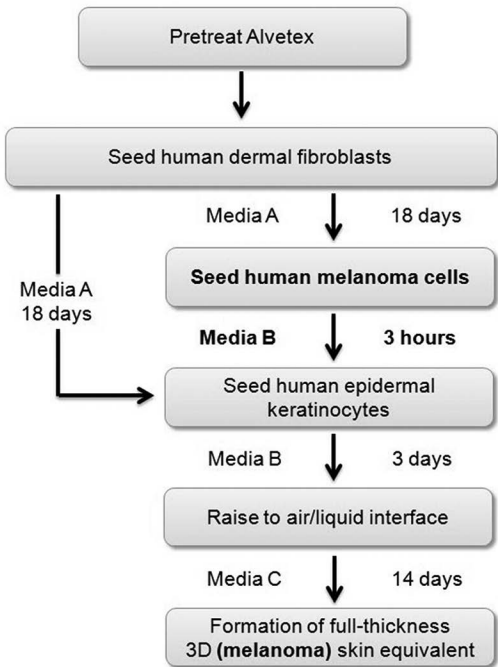 Pretreat Alvetex
Seed human dermal fibroblasts
Media A 18 days
Seed human melanoma cells
Media A
18 days
Media B 3 hours
Seed human epidermal
keratinocytes
Media B 3 days
Raise to air/liquid interface
Media C 14 days
Formation of full-thickness
3D (melanoma) skin equivalent